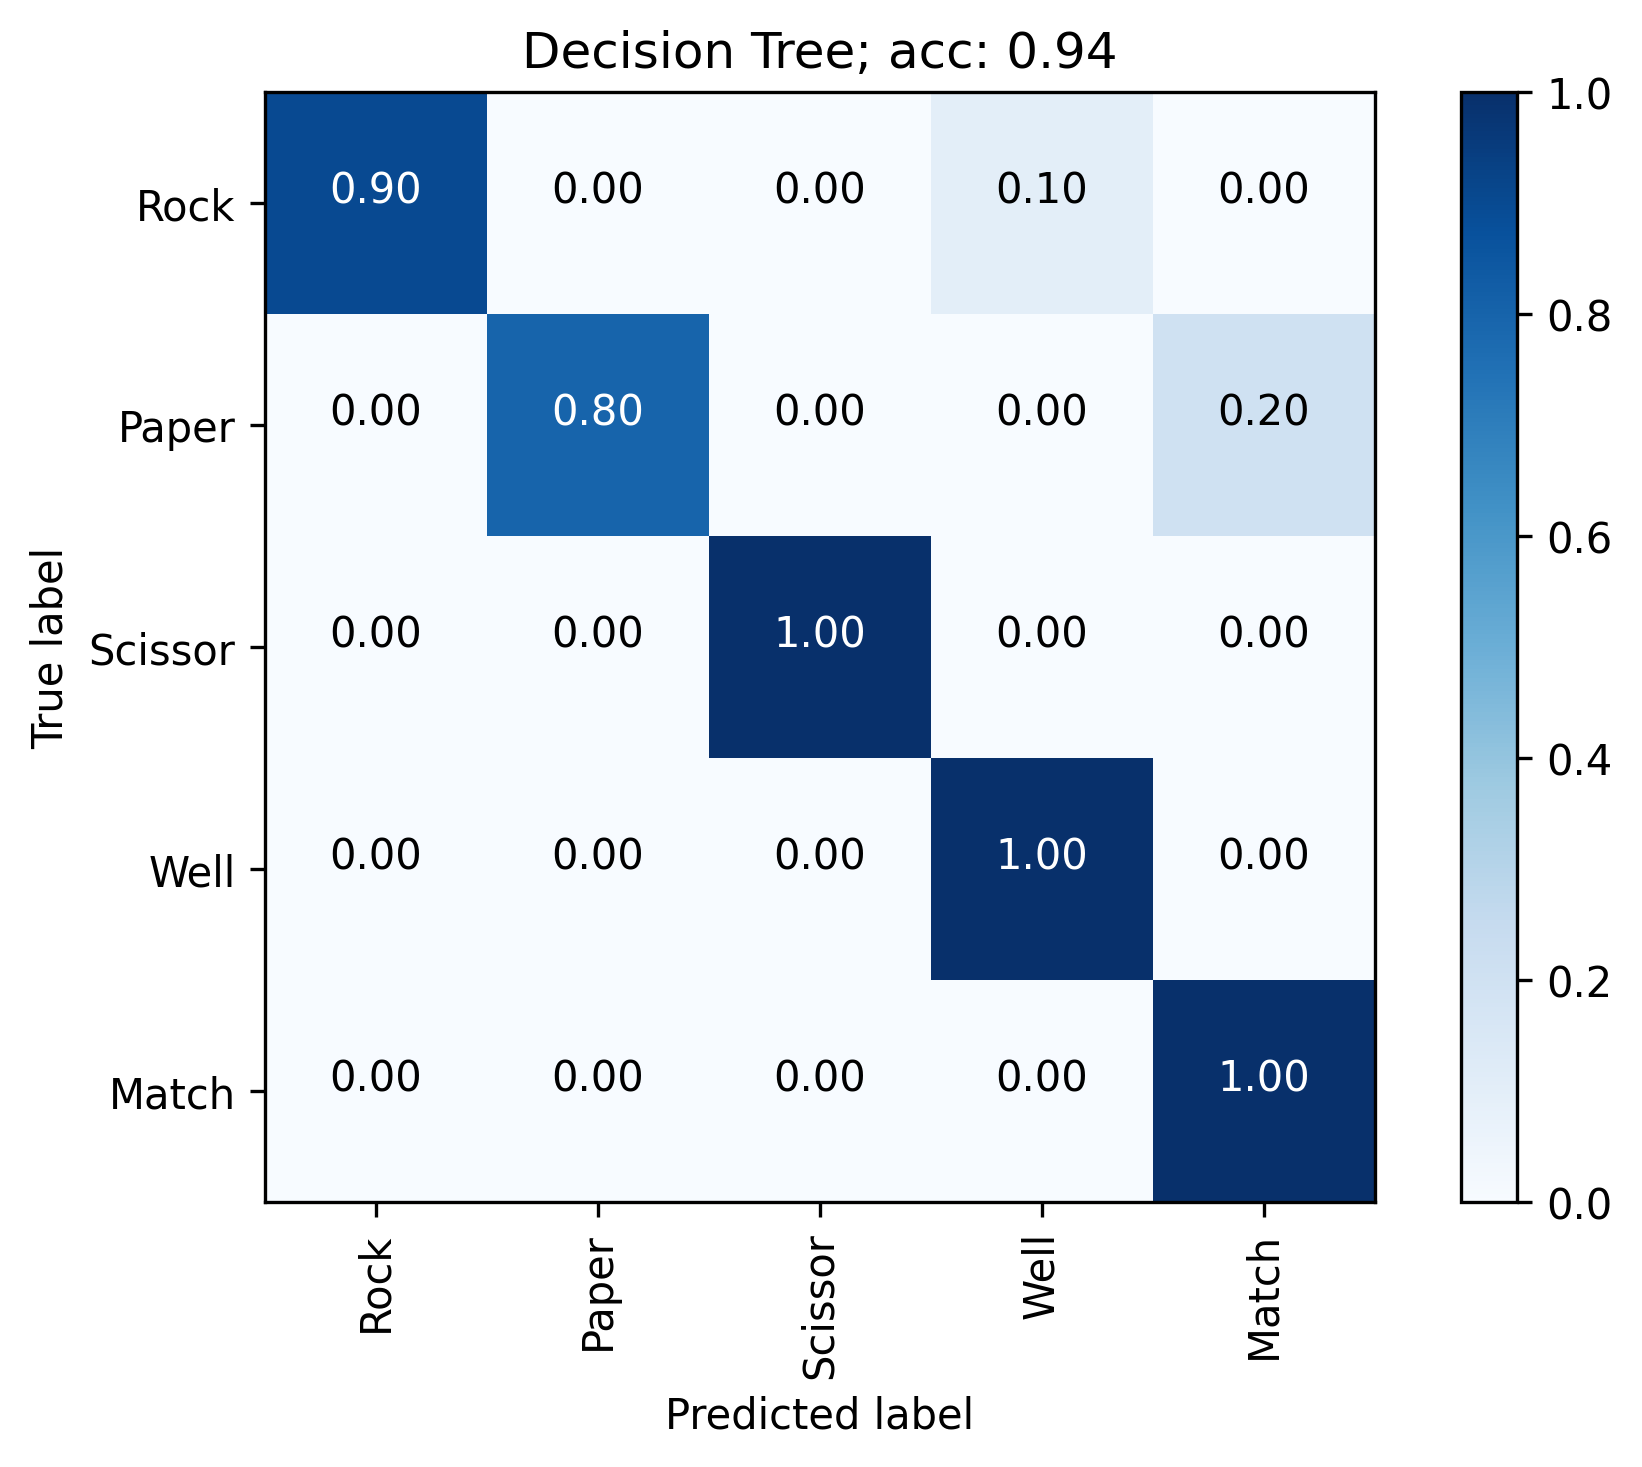 Decision Tree; acc: 0.94
Rock 0.90 0.00 0.00 0.10 0.00
Paper 0.00 0.80 0.00 0.00 0.20
Scissor 0.00 0.00 1.00 0.00 0.00
Well 0.00 0.00 0.00 1.00 0.00
Match 0.00 0.00 0.00 0.00 1.00
True label
Rock Paper Scissor Well Match
Predicted label
1.0
0.8
0.6
0.4
0.2
0.0